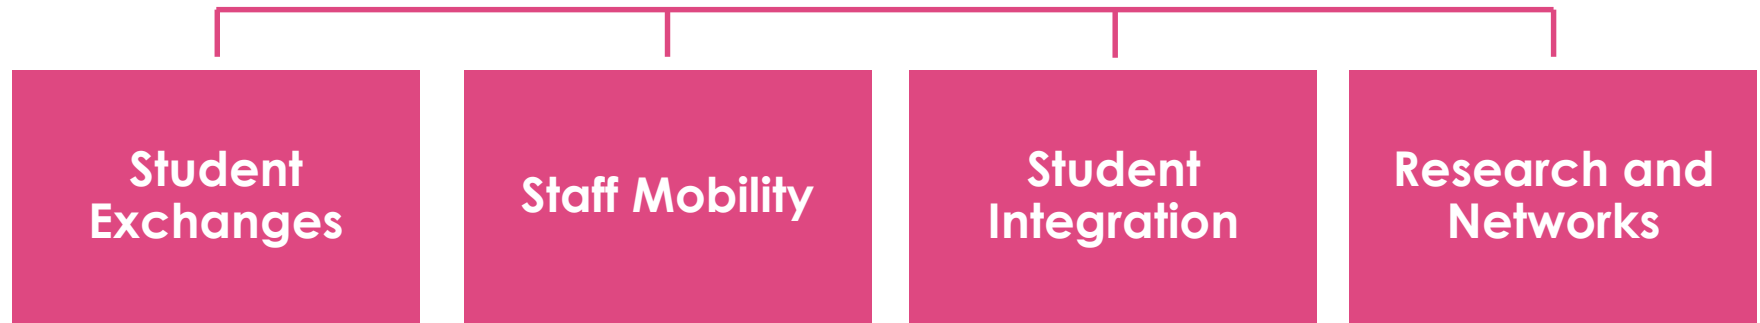 Student
Exchanges
Staff Mobility
Student
Integration
Research and
Networks